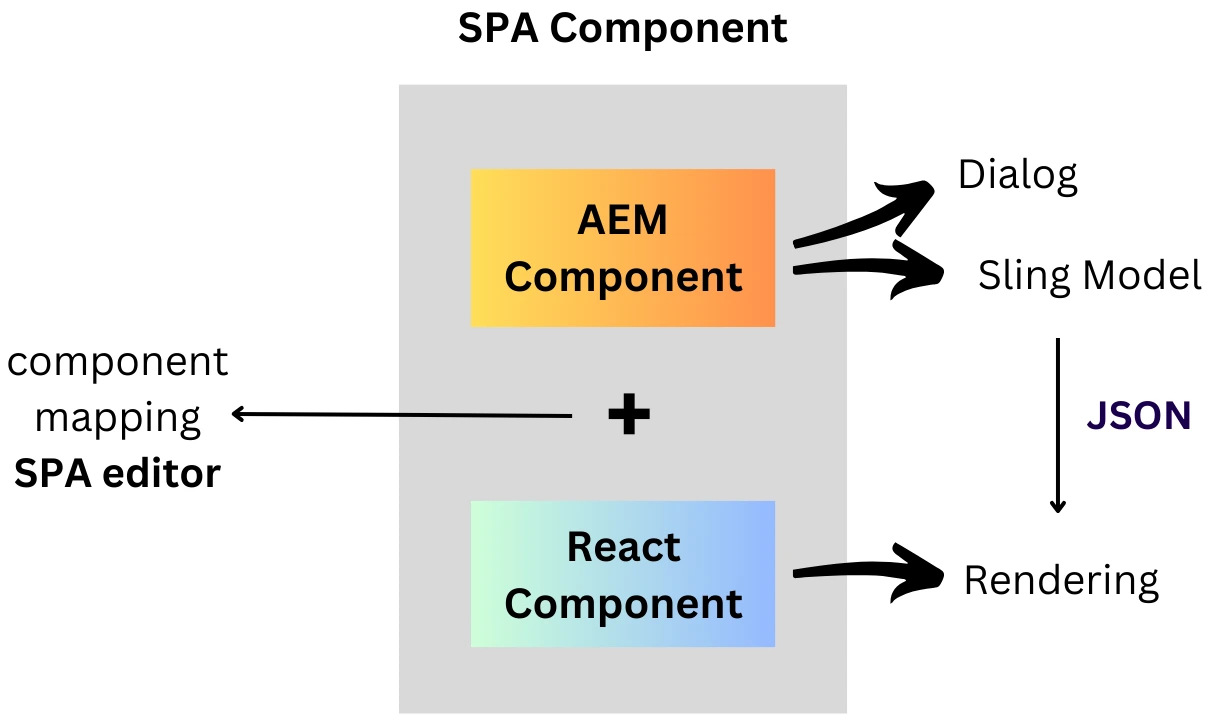 SPA Component
AEM
Component
Dialog
Sling Model
component
mapping
SPA editor
+
JSON
React
Component
Rendering